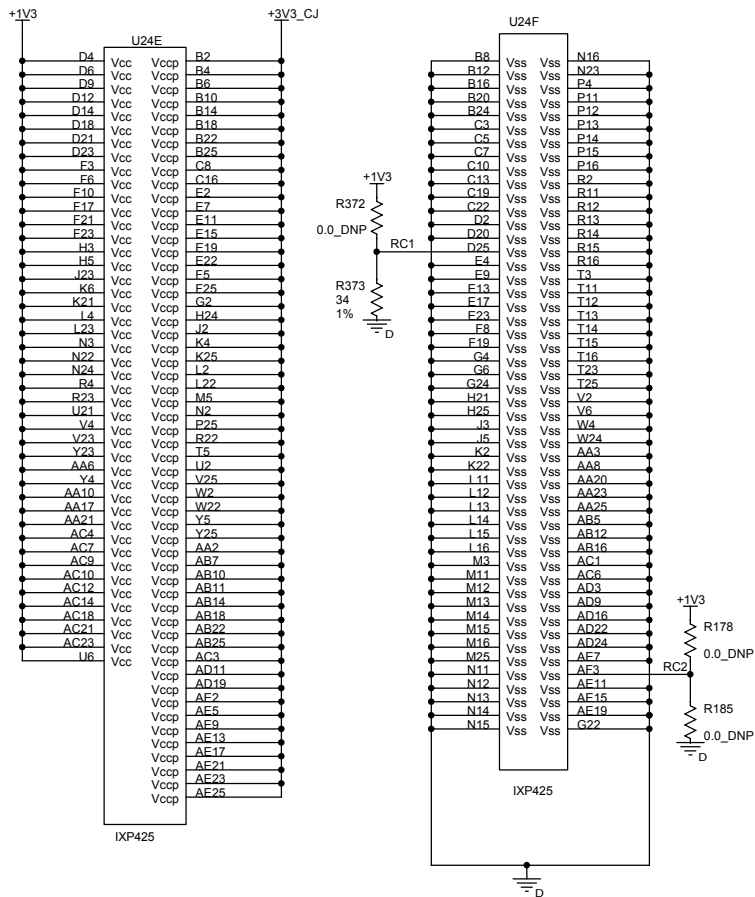 +1V3
+3V3_CJ
U24E
D4 Vcc Vccp B2
D6 Vcc Vccp B4
D9 Vcc Vccp B6
D12 Vcc Vccp B10
D14 Vcc Vccp B14
D18 Vcc Vccp B18
D21 Vcc Vccp B22
D23 Vcc Vccp B25
F3 Vcc Vccp C8
F6 Vcc Vccp C16
F10 Vcc Vccp E2
F17 Vcc Vccp E7
F21 Vcc Vccp E11
F23 Vcc Vccp E15
H3 Vcc Vccp E19
H5 Vcc Vccp E22
J23 Vcc Vccp F5
K6 Vcc Vccp F25
K21 Vcc Vccp G2
L4 Vcc Vccp H24
L23 Vcc Vccp J2
N3 Vcc Vccp K4
N22 Vcc Vccp K25
N24 Vcc Vccp L2
R4 Vcc Vccp L22
R23 Vcc Vccp M5
U21 Vcc Vccp N2
V4 Vcc Vccp P25
V23 Vcc Vccp R22
Y23 Vcc Vccp T5
AA6 Vcc Vccp U2
Y4 Vcc Vccp V25
AA10 Vcc Vccp W2
AA17 Vcc Vccp W22
AA21 Vcc Vccp Y5
AC4 Vcc Vccp Y25
AC7 Vcc Vccp AA2
AC9 Vcc Vccp AB7
AC10 Vcc Vccp AB10
AC12 Vcc Vccp AB11
AC14 Vcc Vccp AB14
AC18 Vcc Vccp AB18
AC21 Vcc Vccp AB22
AC23 Vcc Vccp AB25
U6 Vcc Vccp AC3
Vccp AD11
Vccp AD19
Vccp AE2
Vccp AE5
Vccp AE9
Vccp AE13
Vccp AE17
Vccp AE21
Vccp AE23
Vccp AE25
IXP425
+1V3
R372
0.0_DNP
RC1
R373
34
1%
D
U24F
B8 Vss Vss N16
B12 Vss Vss N23
B16 Vss Vss P4
B20 Vss Vss P11
B24 Vss Vss P12
C3 Vss Vss P13
C5 Vss Vss P14
C7 Vss Vss P15
C10 Vss Vss P16
C13 Vss Vss R2
C19 Vss Vss R11
C22 Vss Vss R12
D2 Vss Vss R13
D20 Vss Vss R14
D25 Vss Vss R15
E4 Vss Vss R16
E9 Vss Vss T3
E13 Vss Vss T11
E17 Vss Vss T12
E23 Vss Vss T13
F8 Vss Vss T14
F19 Vss Vss T15
G4 Vss Vss T16
G6 Vss Vss T23
G24 Vss Vss T25
H21 Vss Vss V2
H25 Vss Vss V6
J3 Vss Vss W4
J5 Vss Vss W24
K2 Vss Vss AA3
K22 Vss Vss AA8
L11 Vss Vss AA20
L12 Vss Vss AA23
L13 Vss Vss AA25
L14 Vss Vss AB5
L15 Vss Vss AB12
L16 Vss Vss AB16
M3 Vss Vss AC1
M11 Vss Vss AC6
M12 Vss Vss AD3
M13 Vss Vss AD9
M14 Vss Vss AD16
M15 Vss Vss AD22
M16 Vss Vss AD24
M25 Vss Vss AE7
N11 Vss Vss AF3
N12 Vss Vss AE11
N13 Vss Vss AE15
N14 Vss Vss AE19
N15 Vss Vss G22
IXP425
D
+1V3
R178
0.0_DNP
RC2
R185
0.0_DNP
D